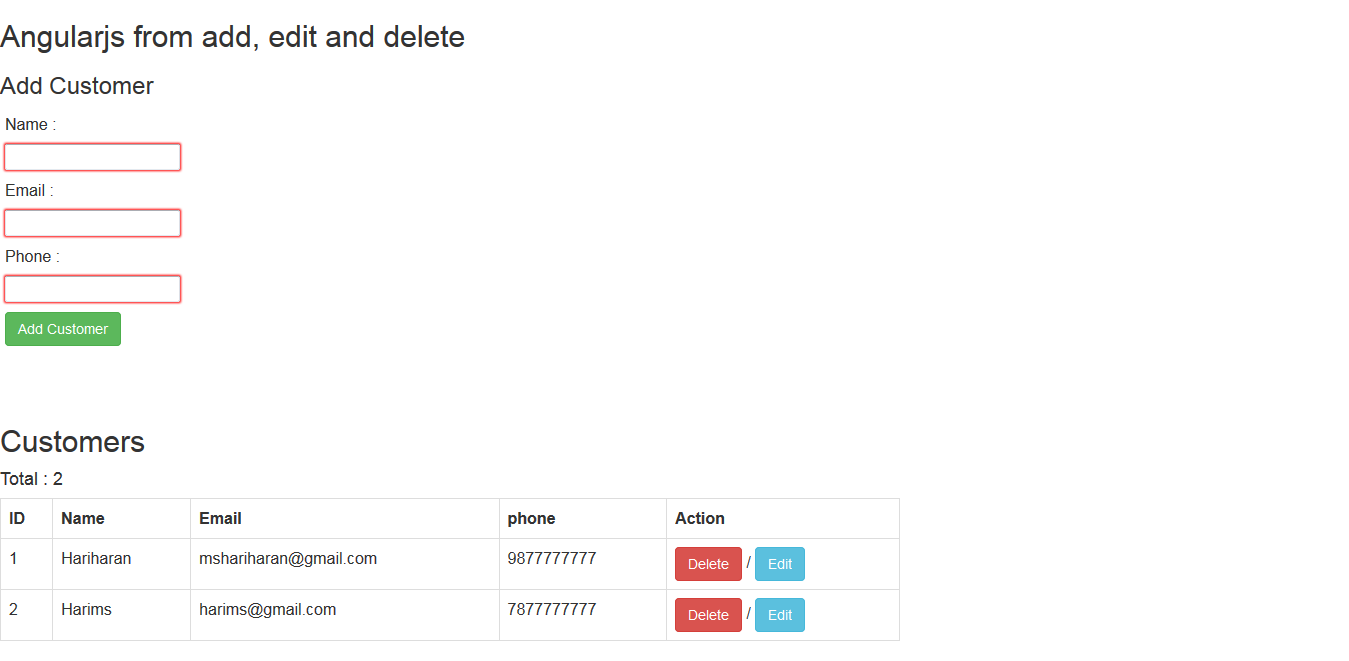 Angularjs from add, edit and delete
Add Customer
Name :
Email :
Phone :
Add Customer
Customers
Total : 2
ID Name Email phone Action
1 Hariharan mshariharan@gmail.com 9877777777 Delete / Edit
2 Harims harims@gmail.com 7877777777 Delete / Edit